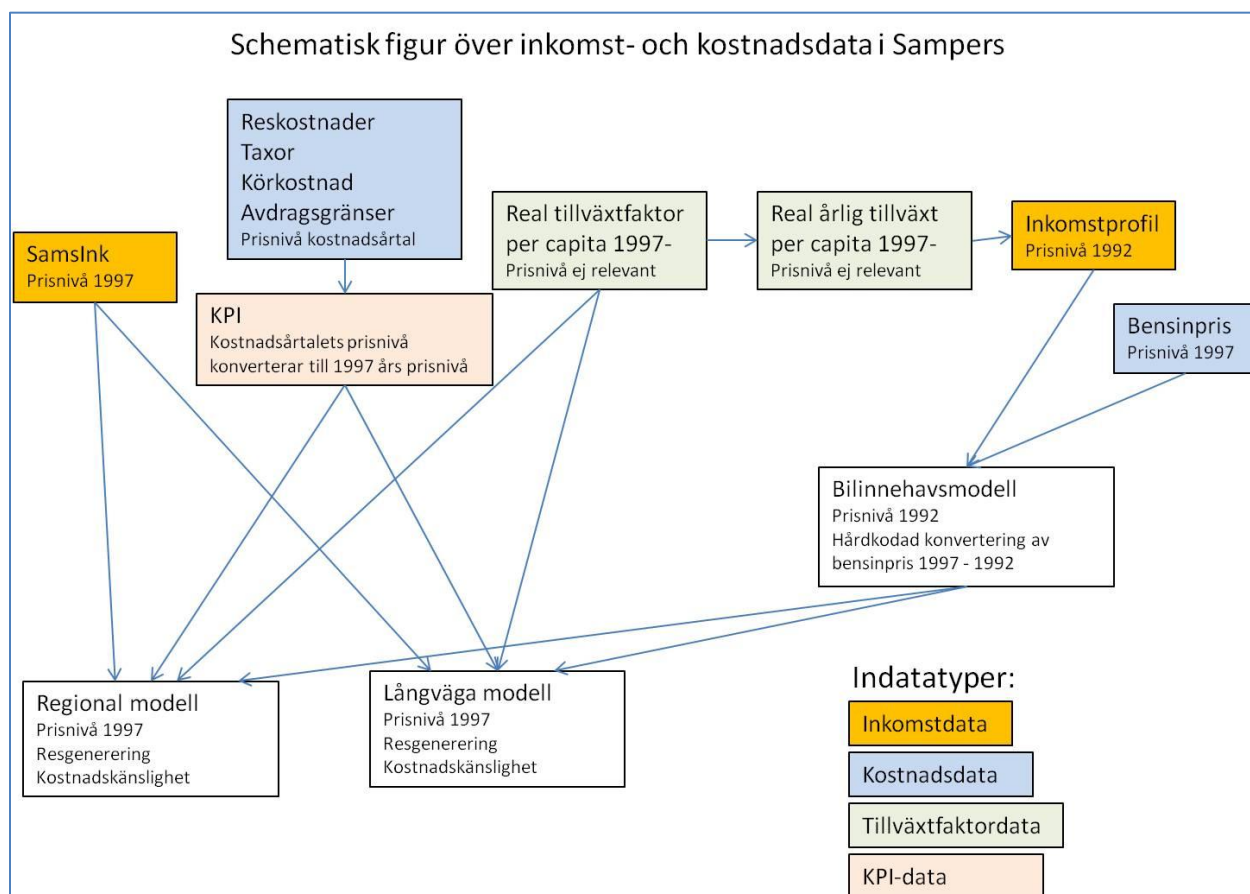 Schematisk figur över inkomst- och kostnadsdata i Sampers
Reskostnader
Taxor
Körkostnad
Avdragsgränser
Prisnivå kostnadsårtal
Real tillväxtfaktor
per capita 1997-
Prisnivå ej relevant
Real årlig tillväxt
per capita 1997-
Prisnivå ej relevant
Inkomstprofil
Prisnivå 1992
SamsInk
Prisnivå 1997
KPI
Kostnadsårtalets prisnivå
konverterar till 1997 års prisnivå
Bensinpris
Prisnivå 1997
Bilinnehavsmodell
Prisnivå 1992
Hårdkodad konvertering av
bensinpris 1997 - 1992
Regional modell
Prisnivå 1997
Resgenerering
Kostnadskänslighet
Långväga modell
Prisnivå 1997
Resgenerering
Kostnadskänslighet
Indatatyper:
Inkomstdata
Kostnadsdata
Tillväxtfaktordata
KPI-data